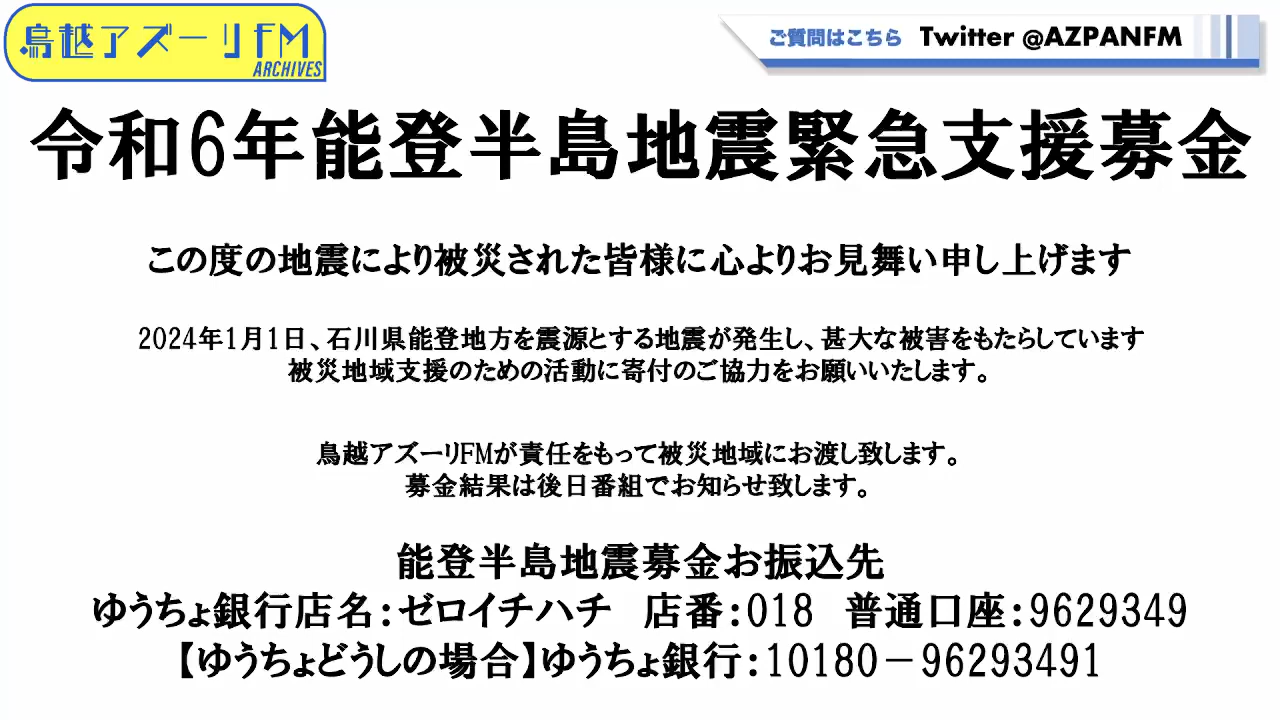 鳥越アズーリFM
ARCHIVES
ご質問はこちら Twitter @AZPANFM
令和6年能登半島地震緊急支援募金
この度の地震により被災された皆様に心よりお見舞い申し上げます
2024年1月1日、石川県能登地方を震源とする地震が発生し、甚大な被害をもたらしています
被災地域支援のための活動に寄付のご協力をお願いいたします。
鳥越アズーリFMが責任をもって被災地域にお渡し致します。
募金結果は後日番組でお知らせ致します。
能登半島地震募金お振込先
ゆうちょ銀行店名：ゼロイチハチ　店番：018　普通口座：9629349
【ゆうちょどうしの場合】ゆうちょ銀行：10180－96293491